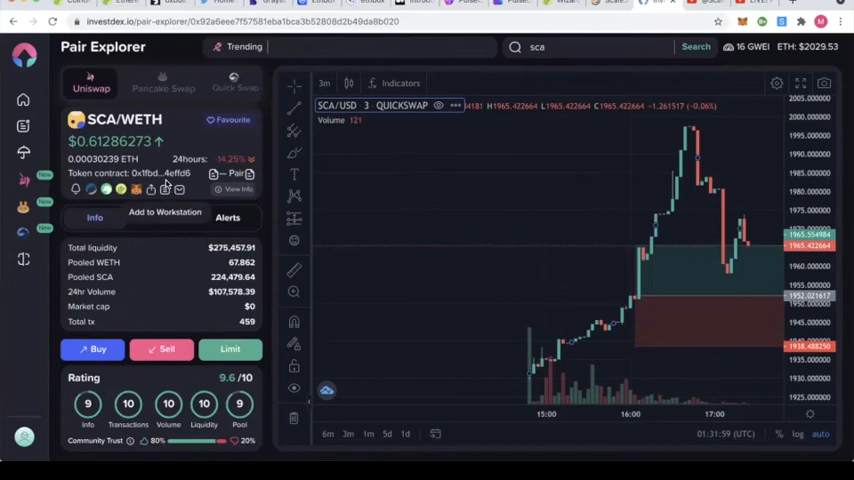 investdex.io/pair-explorer/0x92a6eee7f57581eba1bca3b52808d2b49da8b020
Pair Explorer
Trending
sca
Search
16 GWEI
ETH: $2029.53
Uniswap
Pancake Swap
Quick Swap
SCA/WETH
Favourite
$0.61286273
0.00030239 ETH
24hours: -14.25%
Token contract: 0x1fbd...4effd6
Pair
View Info
New
New
New
Info
Add to Workstation
Alerts
Total liquidity $275,457.91
Pooled WETH 67.862
Pooled SCA 224,479.64
24hr Volume $107,578.39
Market cap $0
Total tx 459
Buy
Sell
Limit
Rating 9.6 /10
9 10 10 10 9
Info Transactions Volume Liquidity Pool
Community Trust 80% 20%
3m
Indicators
SCA/USD · 3 · QUICKSWAP
H1965.422664 L1965.422664 C1965.422664 -1.261517 (-0.06%)
Volume 121
2005.000000
1995.000000
1990.000000
1985.000000
1980.000000
1975.000000
1970.000000
1965.554984
1965.422664
1960.000000
1952.021617
1945.000000
1938.488250
1935.000000
1930.000000
1925.000000
15:00 16:00 17:00
6m 3m 1m 5d 1d
01:31:59 (UTC)
% log auto